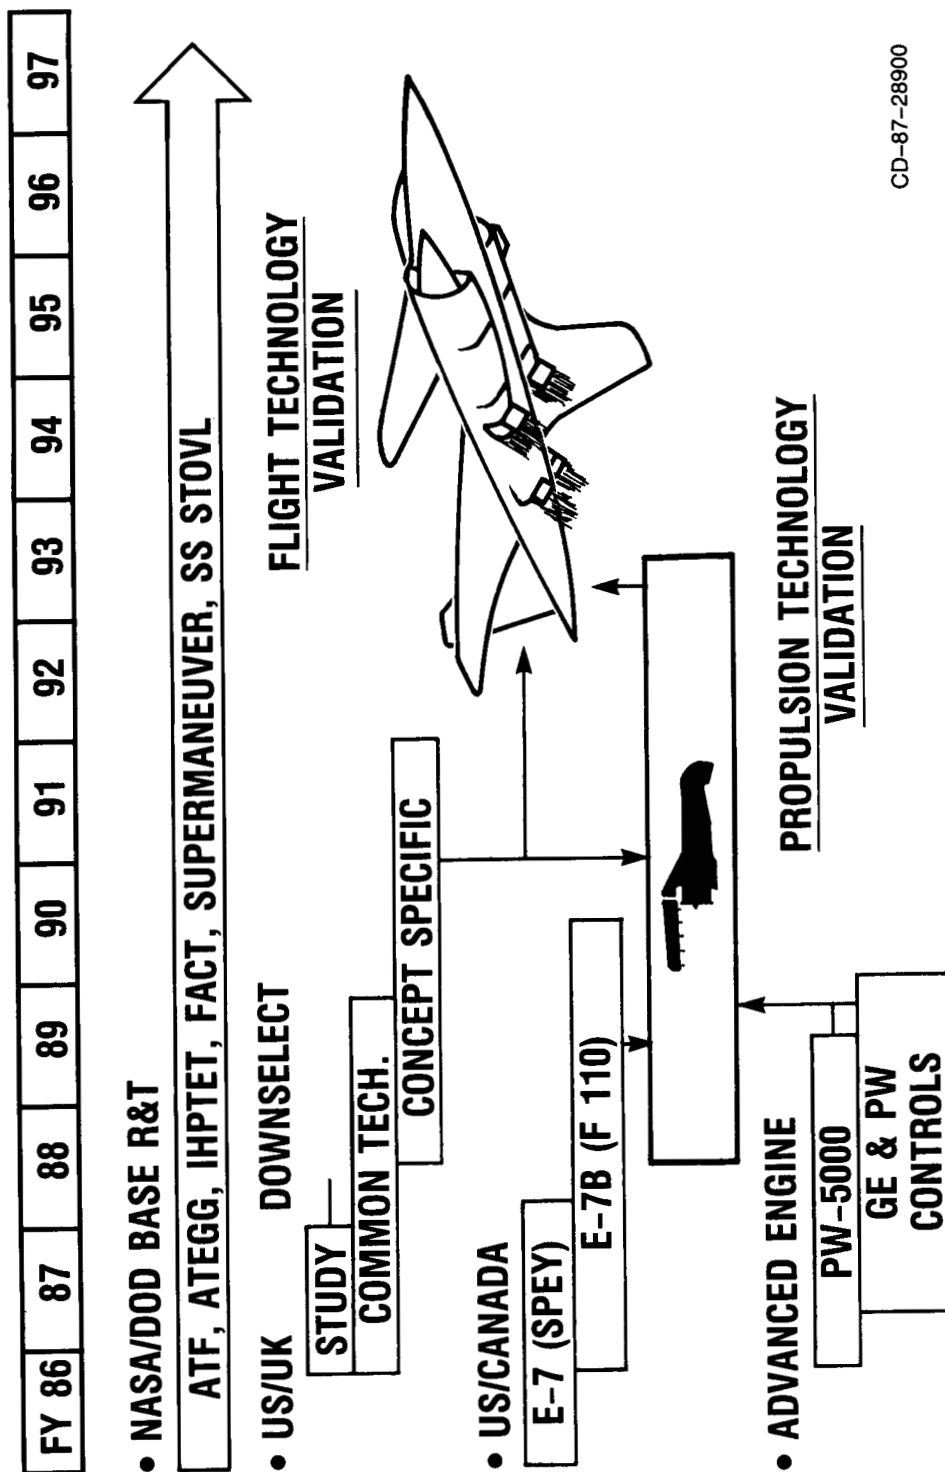 FY 86 87 88 89 90 91 92 93 94 95 96 97
• NASA/DOD BASE R&T
ATF, ATEGG, IHPTET, FACT, SUPERMANEUVER, SS STOVL
• US/UK DOWNSELECT
STUDY
COMMON TECH.
CONCEPT SPECIFIC
FLIGHT TECHNOLOGY
VALIDATION
• US/CANADA
E-7 (SPEY)
E-7B (F 110)
• ADVANCED ENGINE
PW-5000
GE & PW
CONTROLS
PROPULSION TECHNOLOGY
VALIDATION
CD-87-28900